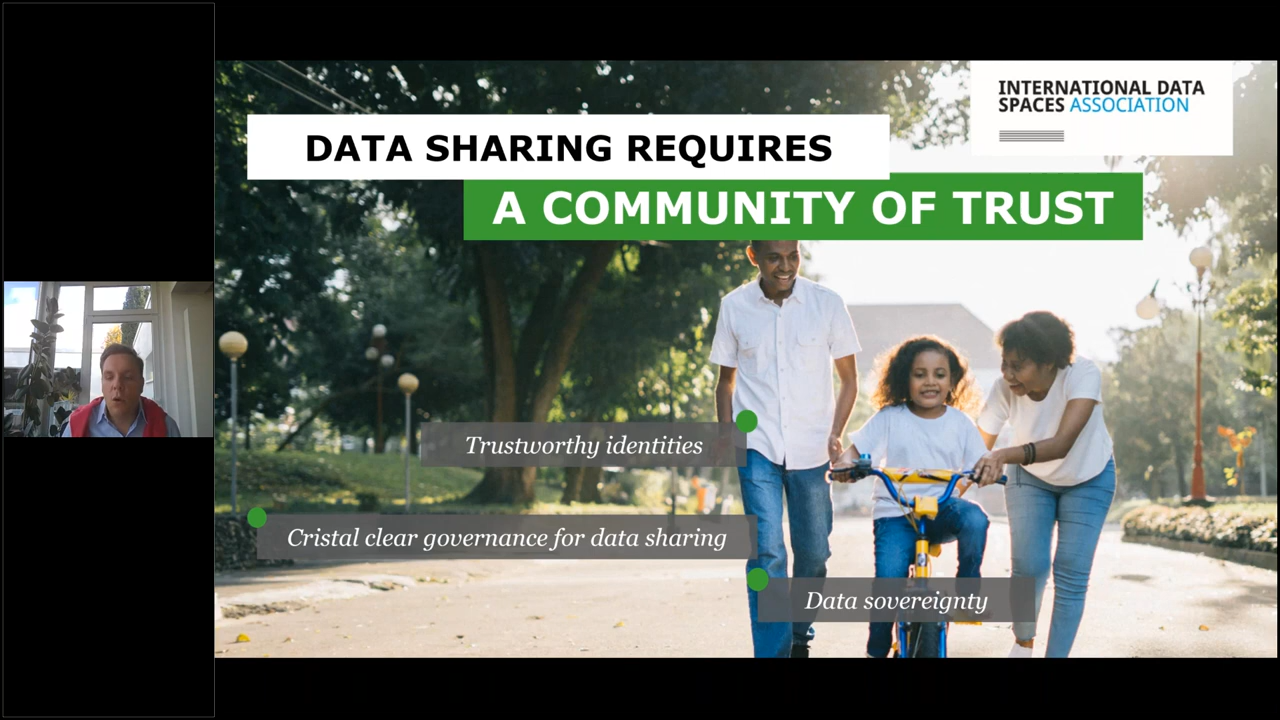 INTERNATIONAL DATA
SPACES ASSOCIATION
DATA SHARING REQUIRES
A COMMUNITY OF TRUST
Trustworthy identities
Cristal clear governance for data sharing
Data sovereignty